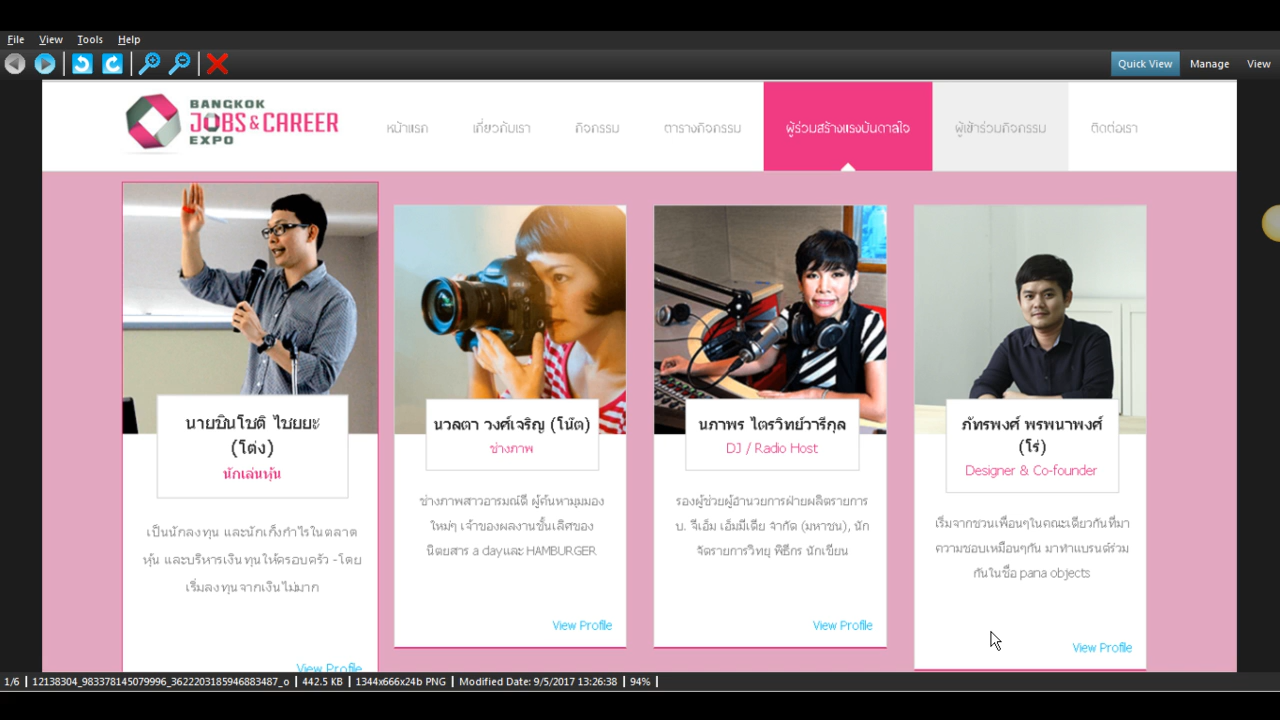 File View Tools Help
Quick View Manage View
BANGKOK
JOBS & CAREER
EXPO
หน้าแรก เกี่ยวกับเรา กิจกรรม ตารางกิจกรรม ผู้ร่วมสร้างแรงบันดาลใจ ผู้เข้าร่วมกิจกรรม ติดต่อเรา
นายชินโชติ ไชยยะ
(โต่ง)
นักเล่นหุ้น
เป็นนักลงทุน และนักเก็งกำไรในตลาด
หุ้น และบริหารเงินทุนให้ครอบครัว -โดย
เริ่มลงทุนจากเงินไม่มาก
View Profile
นวลตา วงศ์เจริญ (โน๊ต)
ช่างภาพ
ช่างภาพสาวอารมณ์ดี ผู้ค้นหามุมมอง
ใหม่ๆ เจ้าของผลงานชั้นเลิศของ
นิตยสาร a dayและ HAMBURGER
View Profile
นภาพร ไตรวิทย์วารีกุล
DJ / Radio Host
รองผู้ช่วยผู้อำนวยการฝ่ายผลิตรายการ
บ. จีเอ็ม เอ็มมีเดีย จำกัด (มหาชน), นัก
จัดรายการวิทยุ พิธีกร นักเขียน
View Profile
ภัทรพงศ์ พรพนาพงศ์
(โร่)
Designer & Co-founder
เริ่มจากชวนเพื่อนๆในคณะเดียวกันที่มา
ความชอบเหมือนๆกัน มาทำแบรนด์ร่วม
กันในชื่อ pana objects
View Profile
1/6 | 12138304_983378145079996_3622203185946883487_o | 442.5 KB | 1344x666x24b PNG | Modified Date: 9/5/2017 13:26:38 | 94% |